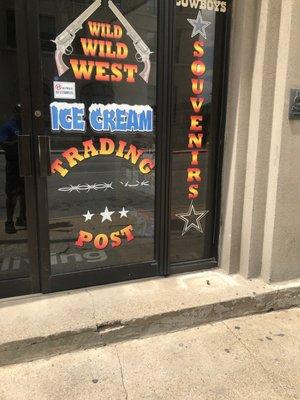 WILD
WILD
WEST
ICE CREAM
TRADING
POST
COWBOYS
SOUVENIRS